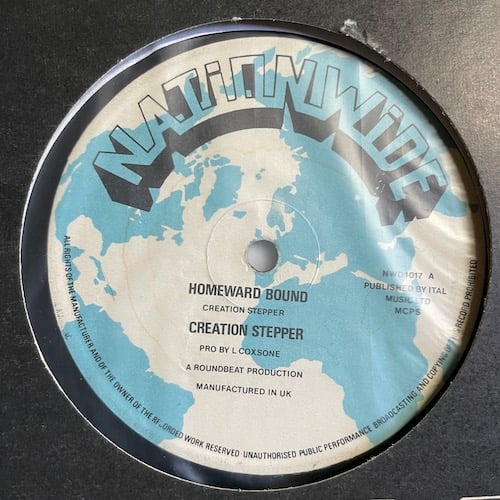 NATIONWIDE
HOMEWARD BOUND
CREATION STEPPER
CREATION STEPPER
PRO BY L COXSONE
A ROUNDBEAT PRODUCTION
MANUFACTURED IN UK
NWD1017 A
PUBLISHED BY ITAL
MUSIC LTD
MCPS
ALL RIGHTS OF THE MANUFACTURER AND OF THE OWNER OF THE RECORDED WORK RESERVED · UNAUTHORISED PUBLIC PERFORMANCE BROADCASTING AND COPYING OF RECORD PROHIBITED